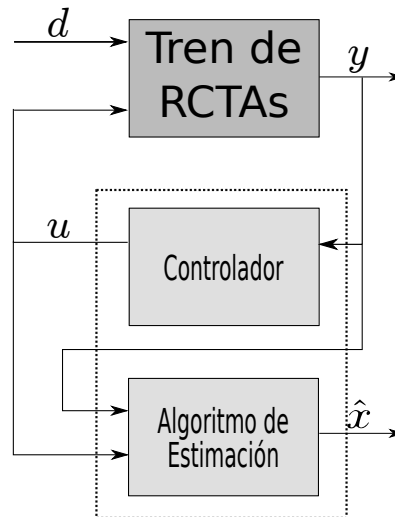 d
Tren de
RCTAs
y
u
Controlador
Algoritmo de
Estimación
x̂